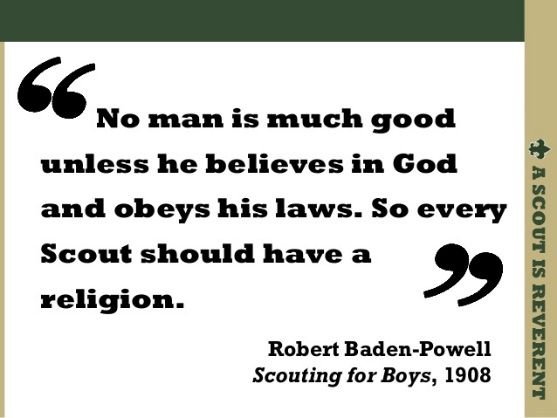 “ No man is much good
unless he believes in God
and obeys his laws. So every
Scout should have a
religion. ”
Robert Baden-Powell
Scouting for Boys, 1908
A SCOUT IS REVERENT